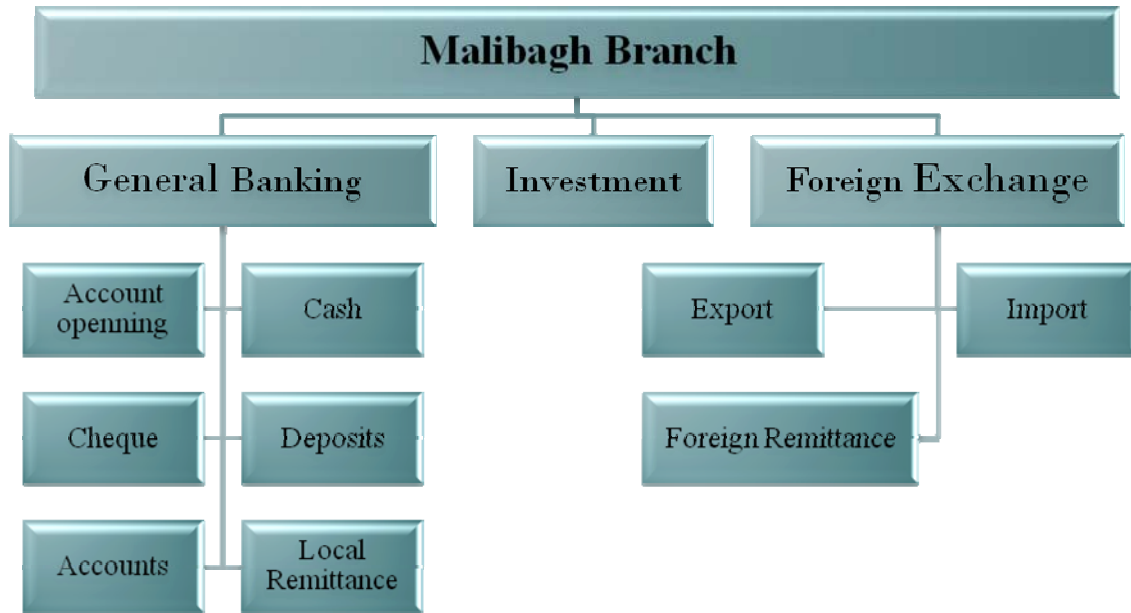 Malibagh Branch
General Banking
Investment
Foreign Exchange
Account
openning
Cash
Export
Import
Cheque
Deposits
Foreign Remittance
Accounts
Local
Remittance